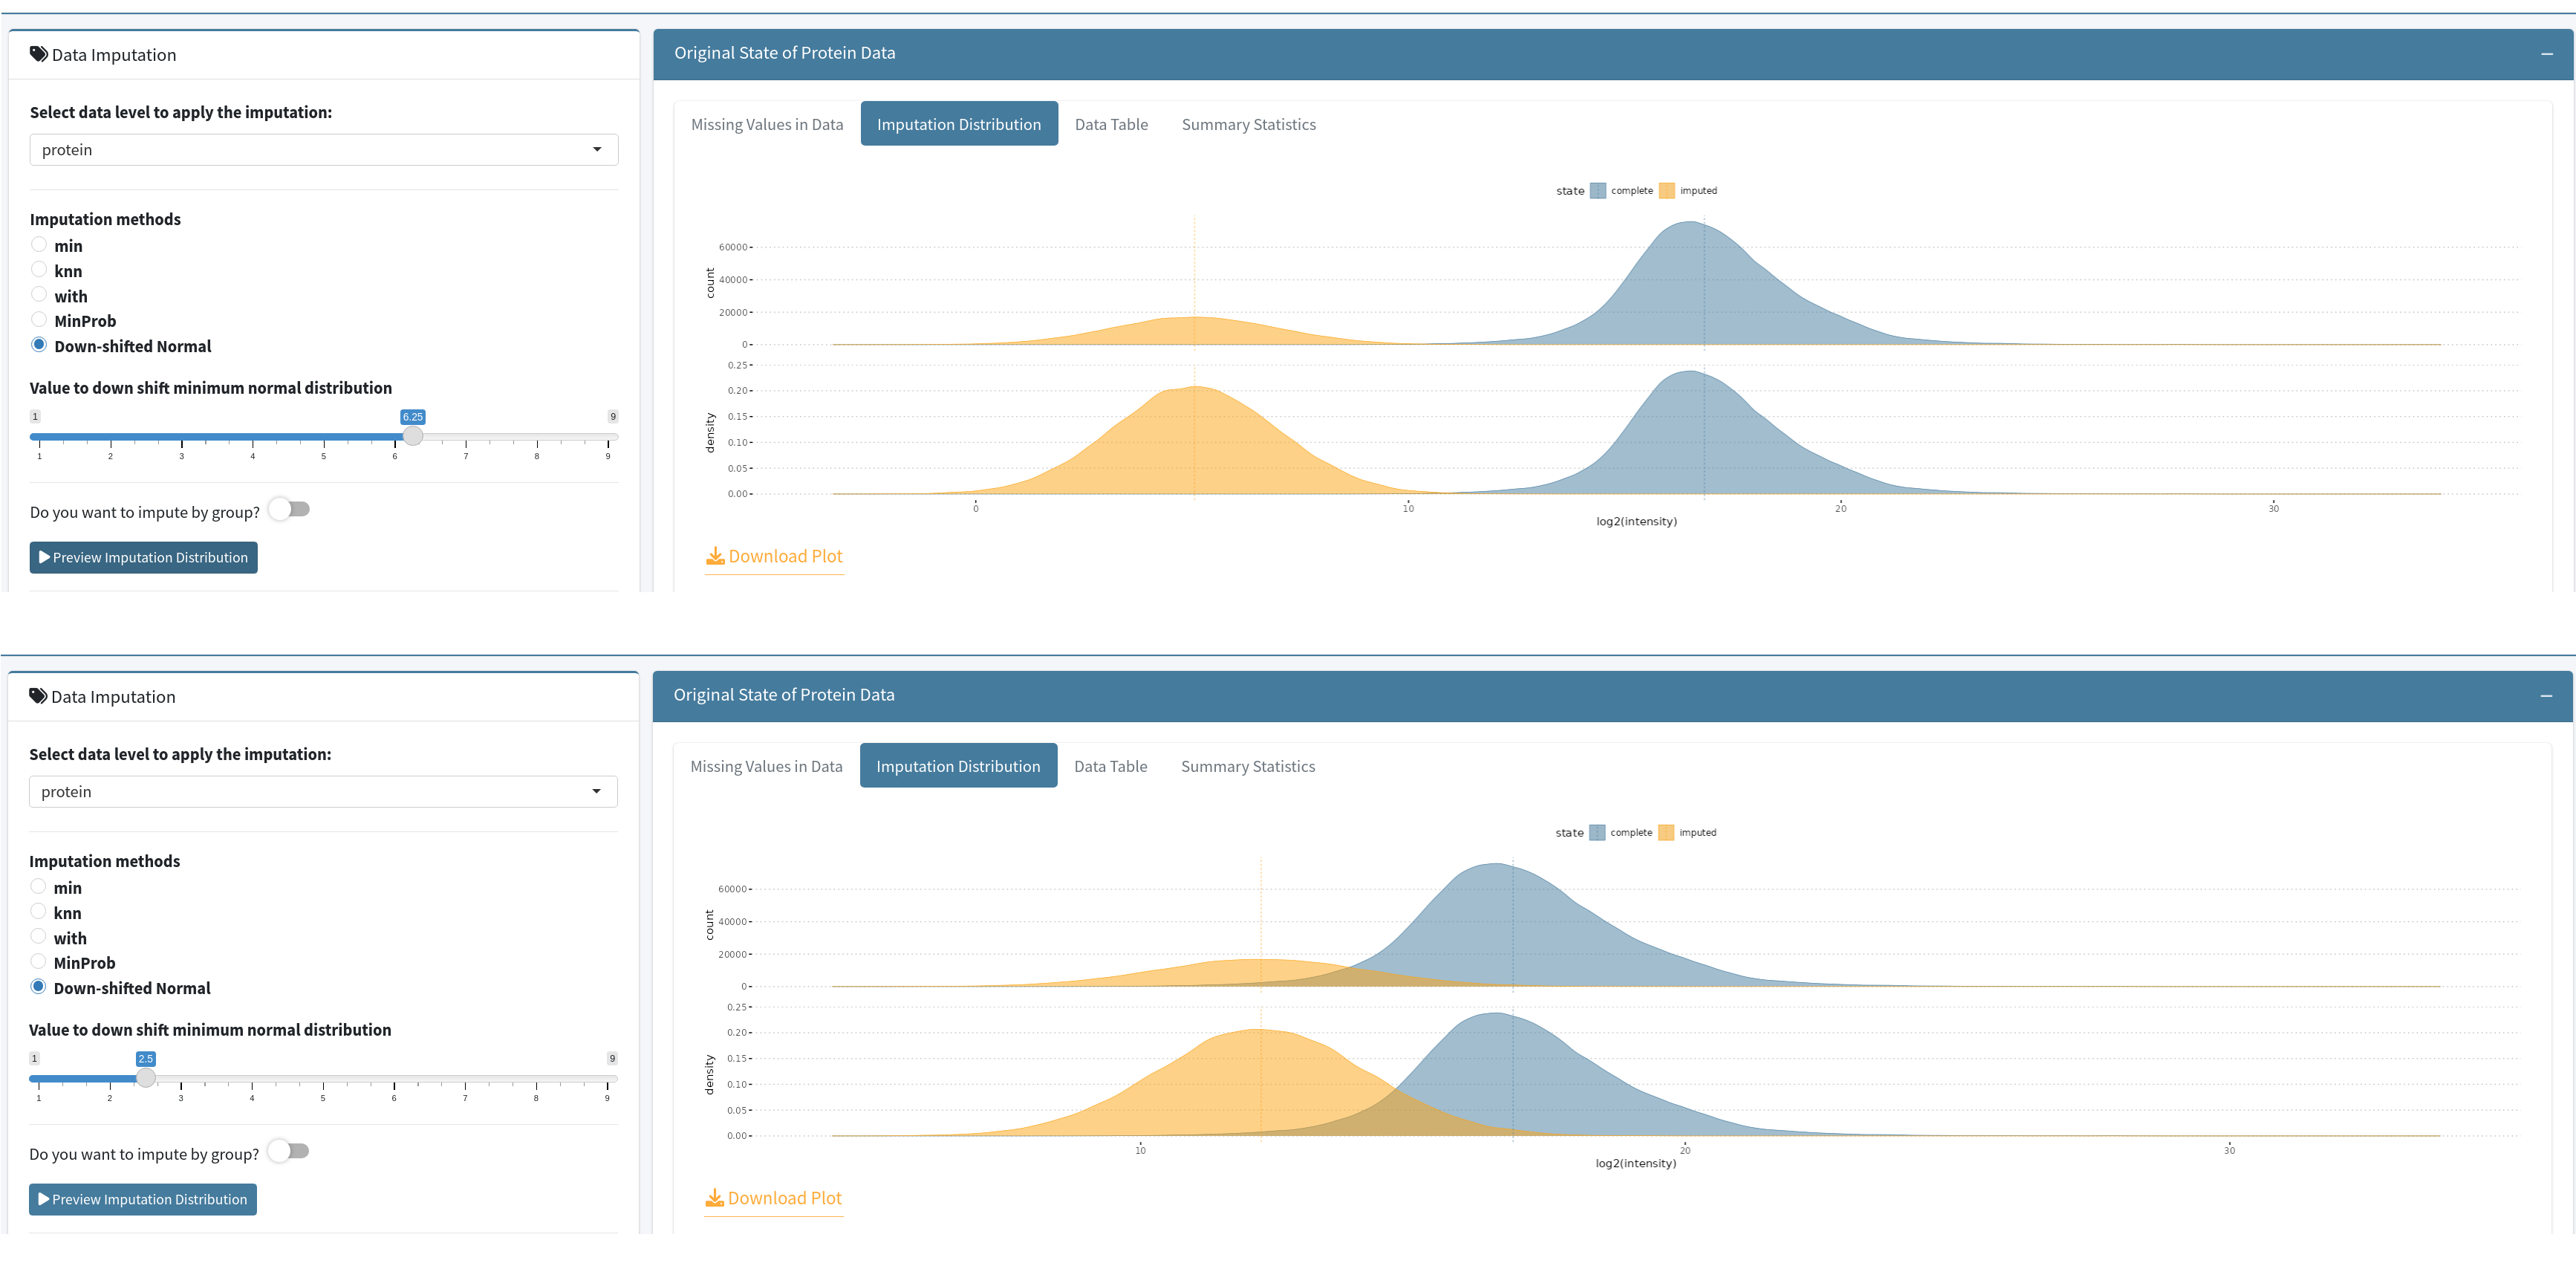 Data Imputation
Select data level to apply the imputation:
protein
Imputation methods
min
knn
with
MinProb
Down-shifted Normal
Value to down shift minimum normal distribution
1 6.25 9
1 2 3 4 5 6 7 8 9
Do you want to impute by group?
Preview Imputation Distribution
Original State of Protein Data
Missing Values in Data Imputation Distribution Data Table Summary Statistics
state complete imputed
count
60000
40000
20000
0
density
0.25
0.20
0.15
0.10
0.05
0.00
0 10 20 30
log2(intensity)
Download Plot
Data Imputation
Select data level to apply the imputation:
protein
Imputation methods
min
knn
with
MinProb
Down-shifted Normal
Value to down shift minimum normal distribution
1 2.5 9
1 2 3 4 5 6 7 8 9
Do you want to impute by group?
Preview Imputation Distribution
Original State of Protein Data
Missing Values in Data Imputation Distribution Data Table Summary Statistics
state complete imputed
count
60000
40000
20000
0
density
0.25
0.20
0.15
0.10
0.05
0.00
10 20 30
log2(intensity)
Download Plot